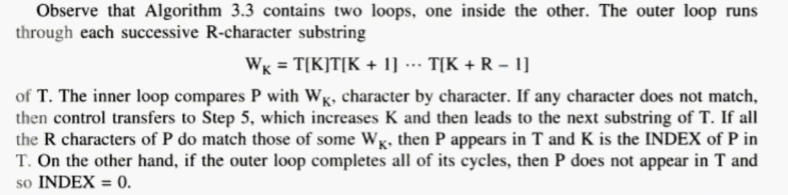 Observe that Algorithm 3.3 contains two loops, one inside the other. The outer loop runs
through each successive R-character substring
W_K = T[K]T[K + 1] ··· T[K + R – 1]
of T. The inner loop compares P with W_K, character by character. If any character does not match,
then control transfers to Step 5, which increases K and then leads to the next substring of T. If all
the R characters of P do match those of some W_K, then P appears in T and K is the INDEX of P in
T. On the other hand, if the outer loop completes all of its cycles, then P does not appear in T and
so INDEX = 0.